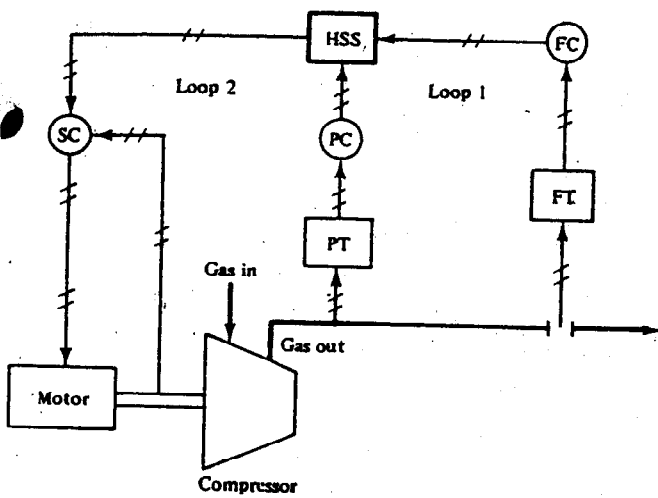 HSS
FC
Loop 2
Loop 1
SC
PC
FT
PT
Gas in
Gas out
Motor
Compressor